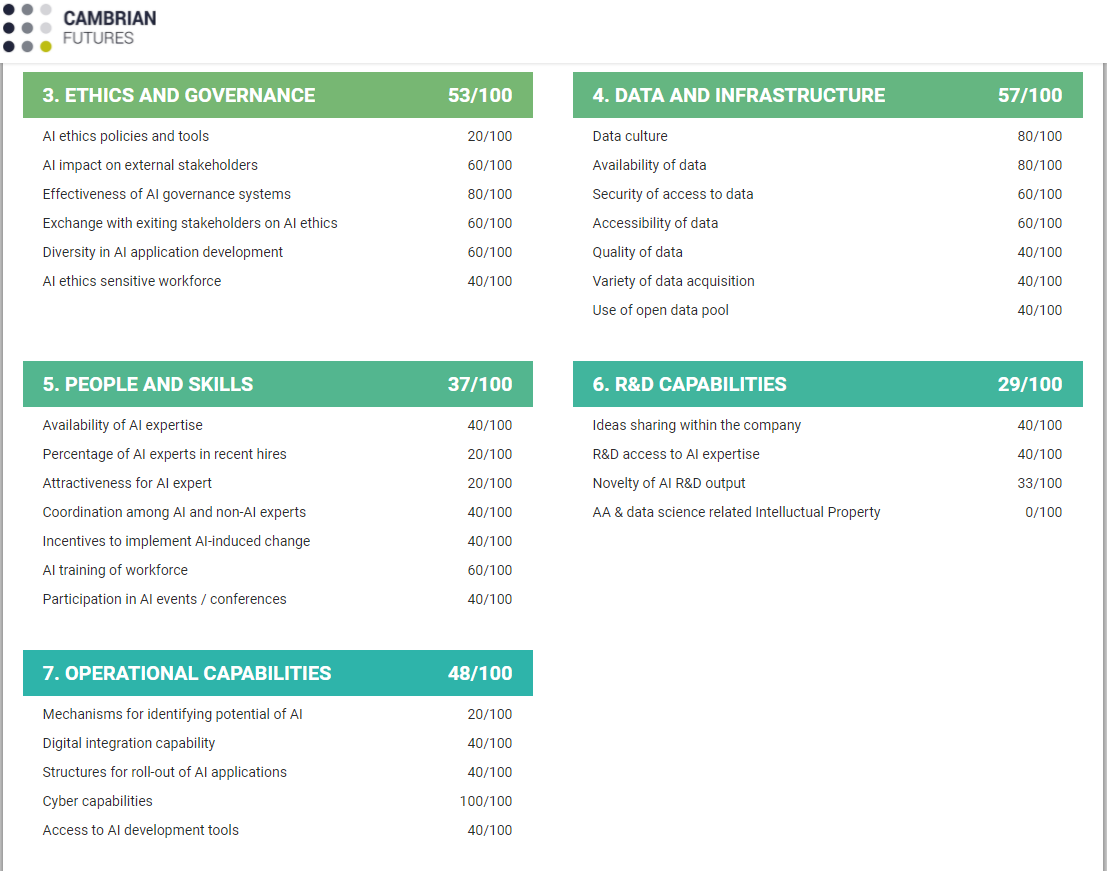 CAMBRIAN
FUTURES
3. ETHICS AND GOVERNANCE 53/100
AI ethics policies and tools 20/100
AI impact on external stakeholders 60/100
Effectiveness of AI governance systems 80/100
Exchange with exiting stakeholders on AI ethics 60/100
Diversity in AI application development 60/100
AI ethics sensitive workforce 40/100
4. DATA AND INFRASTRUCTURE 57/100
Data culture 80/100
Availability of data 80/100
Security of access to data 60/100
Accessibility of data 60/100
Quality of data 40/100
Variety of data acquisition 40/100
Use of open data pool 40/100
5. PEOPLE AND SKILLS 37/100
Availability of AI expertise 40/100
Percentage of AI experts in recent hires 20/100
Attractiveness for AI expert 20/100
Coordination among AI and non-AI experts 40/100
Incentives to implement AI-induced change 40/100
AI training of workforce 60/100
Participation in AI events / conferences 40/100
6. R&D CAPABILITIES 29/100
Ideas sharing within the company 40/100
R&D access to AI expertise 40/100
Novelty of AI R&D output 33/100
AA & data science related Intelluctual Property 0/100
7. OPERATIONAL CAPABILITIES 48/100
Mechanisms for identifying potential of AI 20/100
Digital integration capability 40/100
Structures for roll-out of AI applications 40/100
Cyber capabilities 100/100
Access to AI development tools 40/100